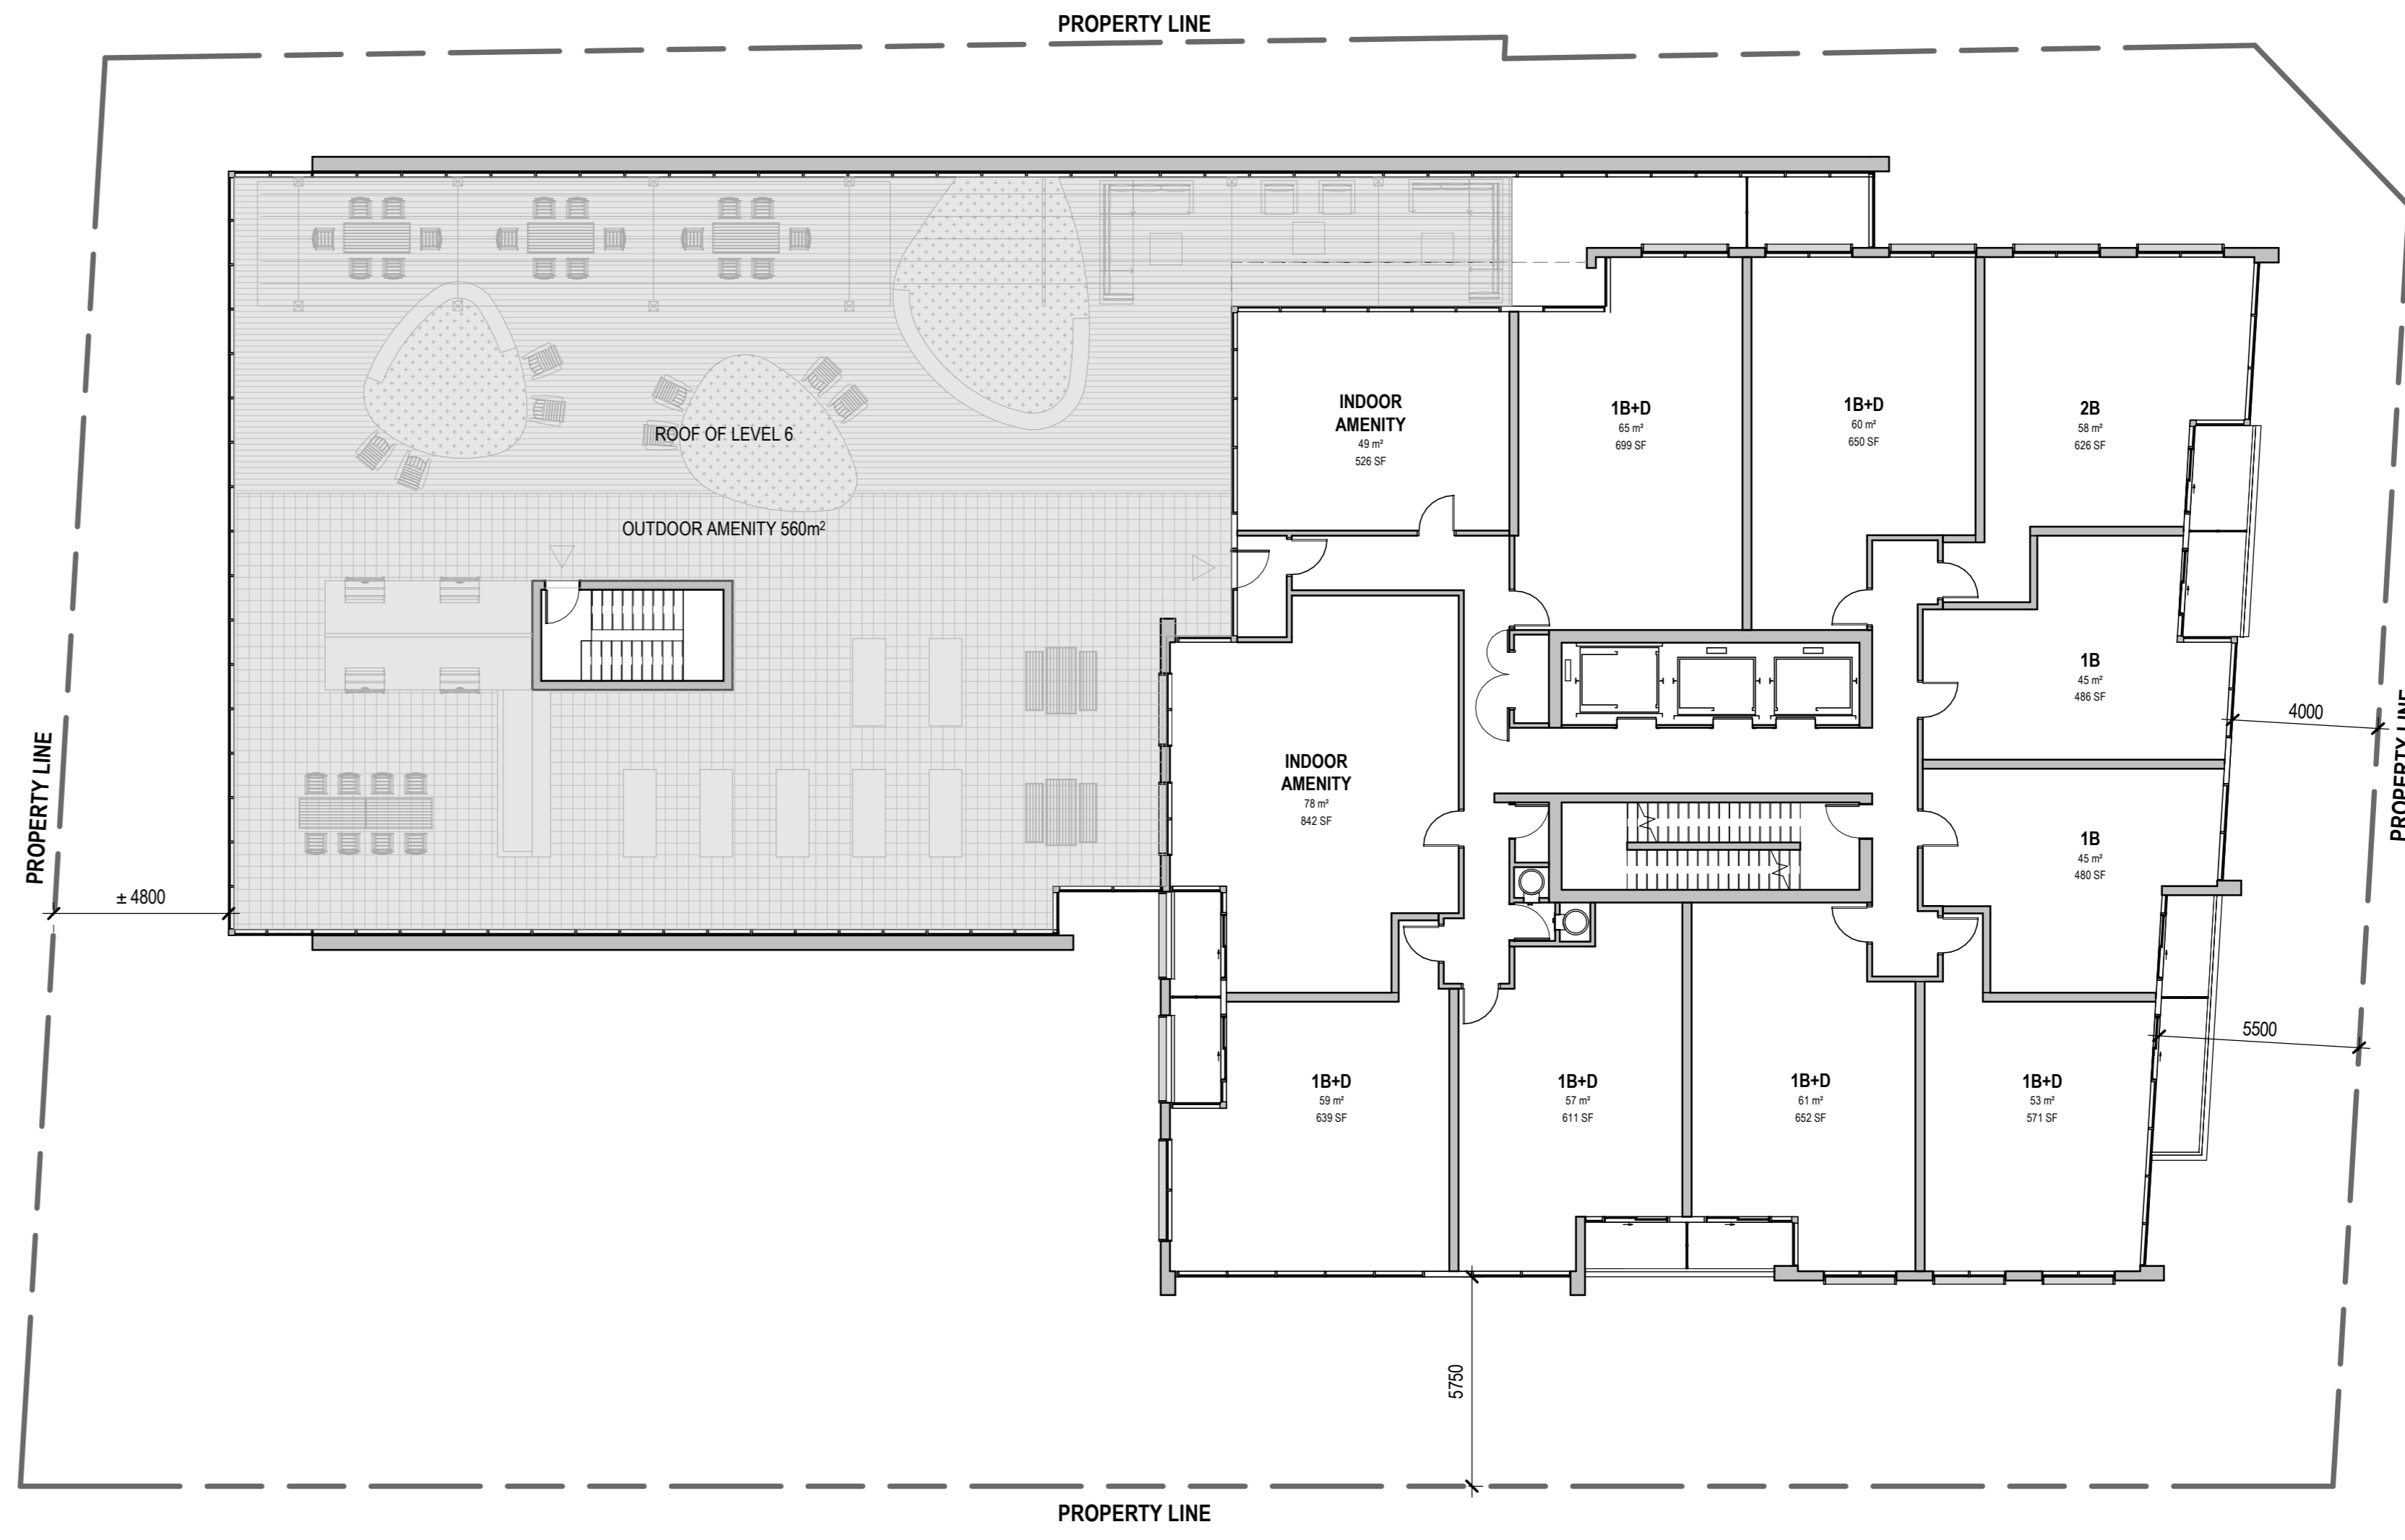 PROPERTY LINE
INDOOR
AMENITY
49 m²
526 SF
1B+D
65 m²
699 SF
1B+D
60 m²
650 SF
2B
58 m²
626 SF
ROOF OF LEVEL 6
OUTDOOR AMENITY 560m²
1B
45 m²
486 SF
4000
PROPERTY LINE
PROPERTY LINE
INDOOR
AMENITY
78 m²
842 SF
1B
45 m²
480 SF
± 4800
5500
1B+D
59 m²
639 SF
1B+D
57 m²
611 SF
1B+D
61 m²
652 SF
1B+D
53 m²
571 SF
5750
PROPERTY LINE